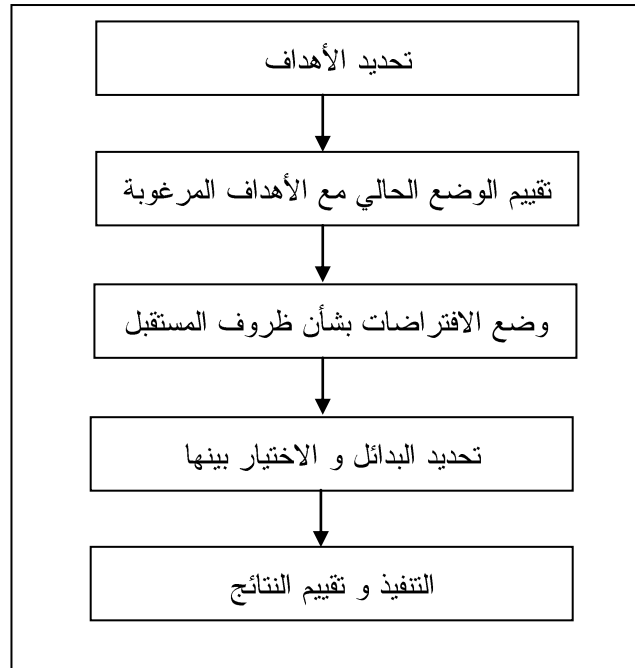 تحديد الأهداف
تقييم الوضع الحالي مع الأهداف المرغوبة
وضع الافتراضات بشأن ظروف المستقبل
تحديد البدائل و الاختيار بينها
التنفيذ و تقييم النتائج